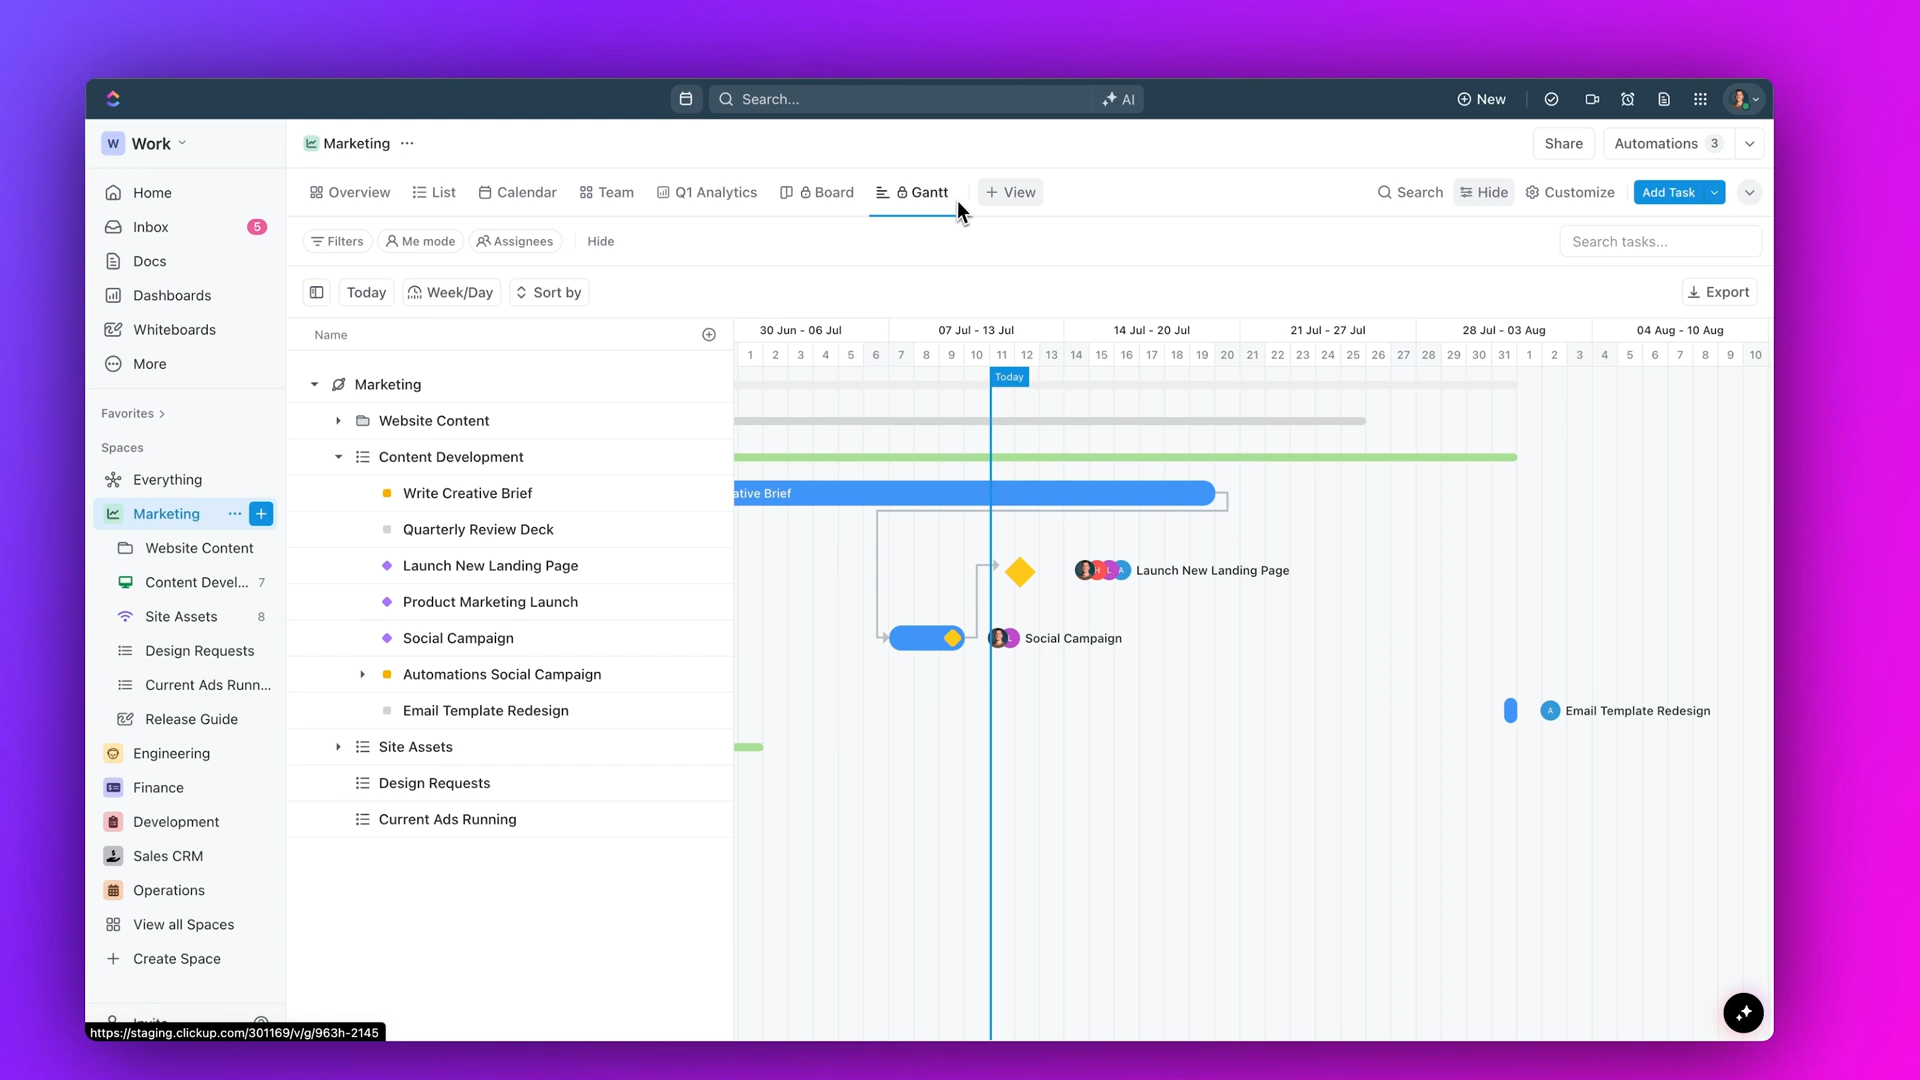 Search...
AI
New
W Work
Marketing
Share
Automations 3
Overview
List
Calendar
Team
Q1 Analytics
Board
Gantt
+ View
Search
Hide
Customize
Add Task
Filters
Me mode
Assignees
Hide
Search tasks...
Today
Week/Day
Sort by
Export
Home
Inbox 5
Docs
Dashboards
Whiteboards
More
Favorites
Spaces
Everything
Marketing
Website Content
Content Devel... 7
Site Assets 8
Design Requests
Current Ads Runn...
Release Guide
Engineering
Finance
Development
Sales CRM
Operations
View all Spaces
Create Space
https://staging.clickup.com/301169/v/g/963h-2145
Name
Marketing
Website Content
Content Development
Write Creative Brief
Quarterly Review Deck
Launch New Landing Page
Product Marketing Launch
Social Campaign
Automations Social Campaign
Email Template Redesign
Site Assets
Design Requests
Current Ads Running
30 Jun - 06 Jul
07 Jul - 13 Jul
14 Jul - 20 Jul
21 Jul - 27 Jul
28 Jul - 03 Aug
04 Aug - 10 Aug
1 2 3 4 5 6 7 8 9 10 11 12 13 14 15 16 17 18 19 20 21 22 23 24 25 26 27 28 29 30 31 1 2 3 4 5 6 7 8 9 10
Today
ative Brief
H L A Launch New Landing Page
L Social Campaign
A Email Template Redesign